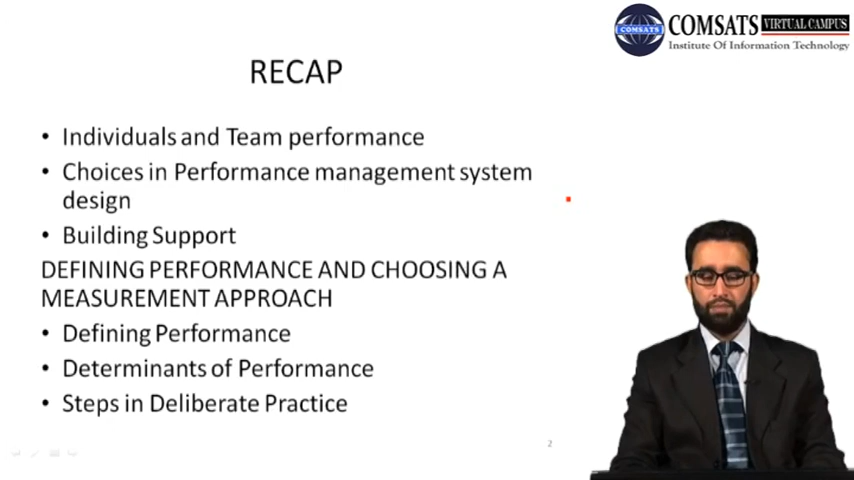 COMSATS
COMSATS VIRTUAL CAMPUS
Institute Of Information Technology
RECAP
• Individuals and Team performance
• Choices in Performance management system
design
• Building Support
DEFINING PERFORMANCE AND CHOOSING A
MEASUREMENT APPROACH
• Defining Performance
• Determinants of Performance
• Steps in Deliberate Practice
2